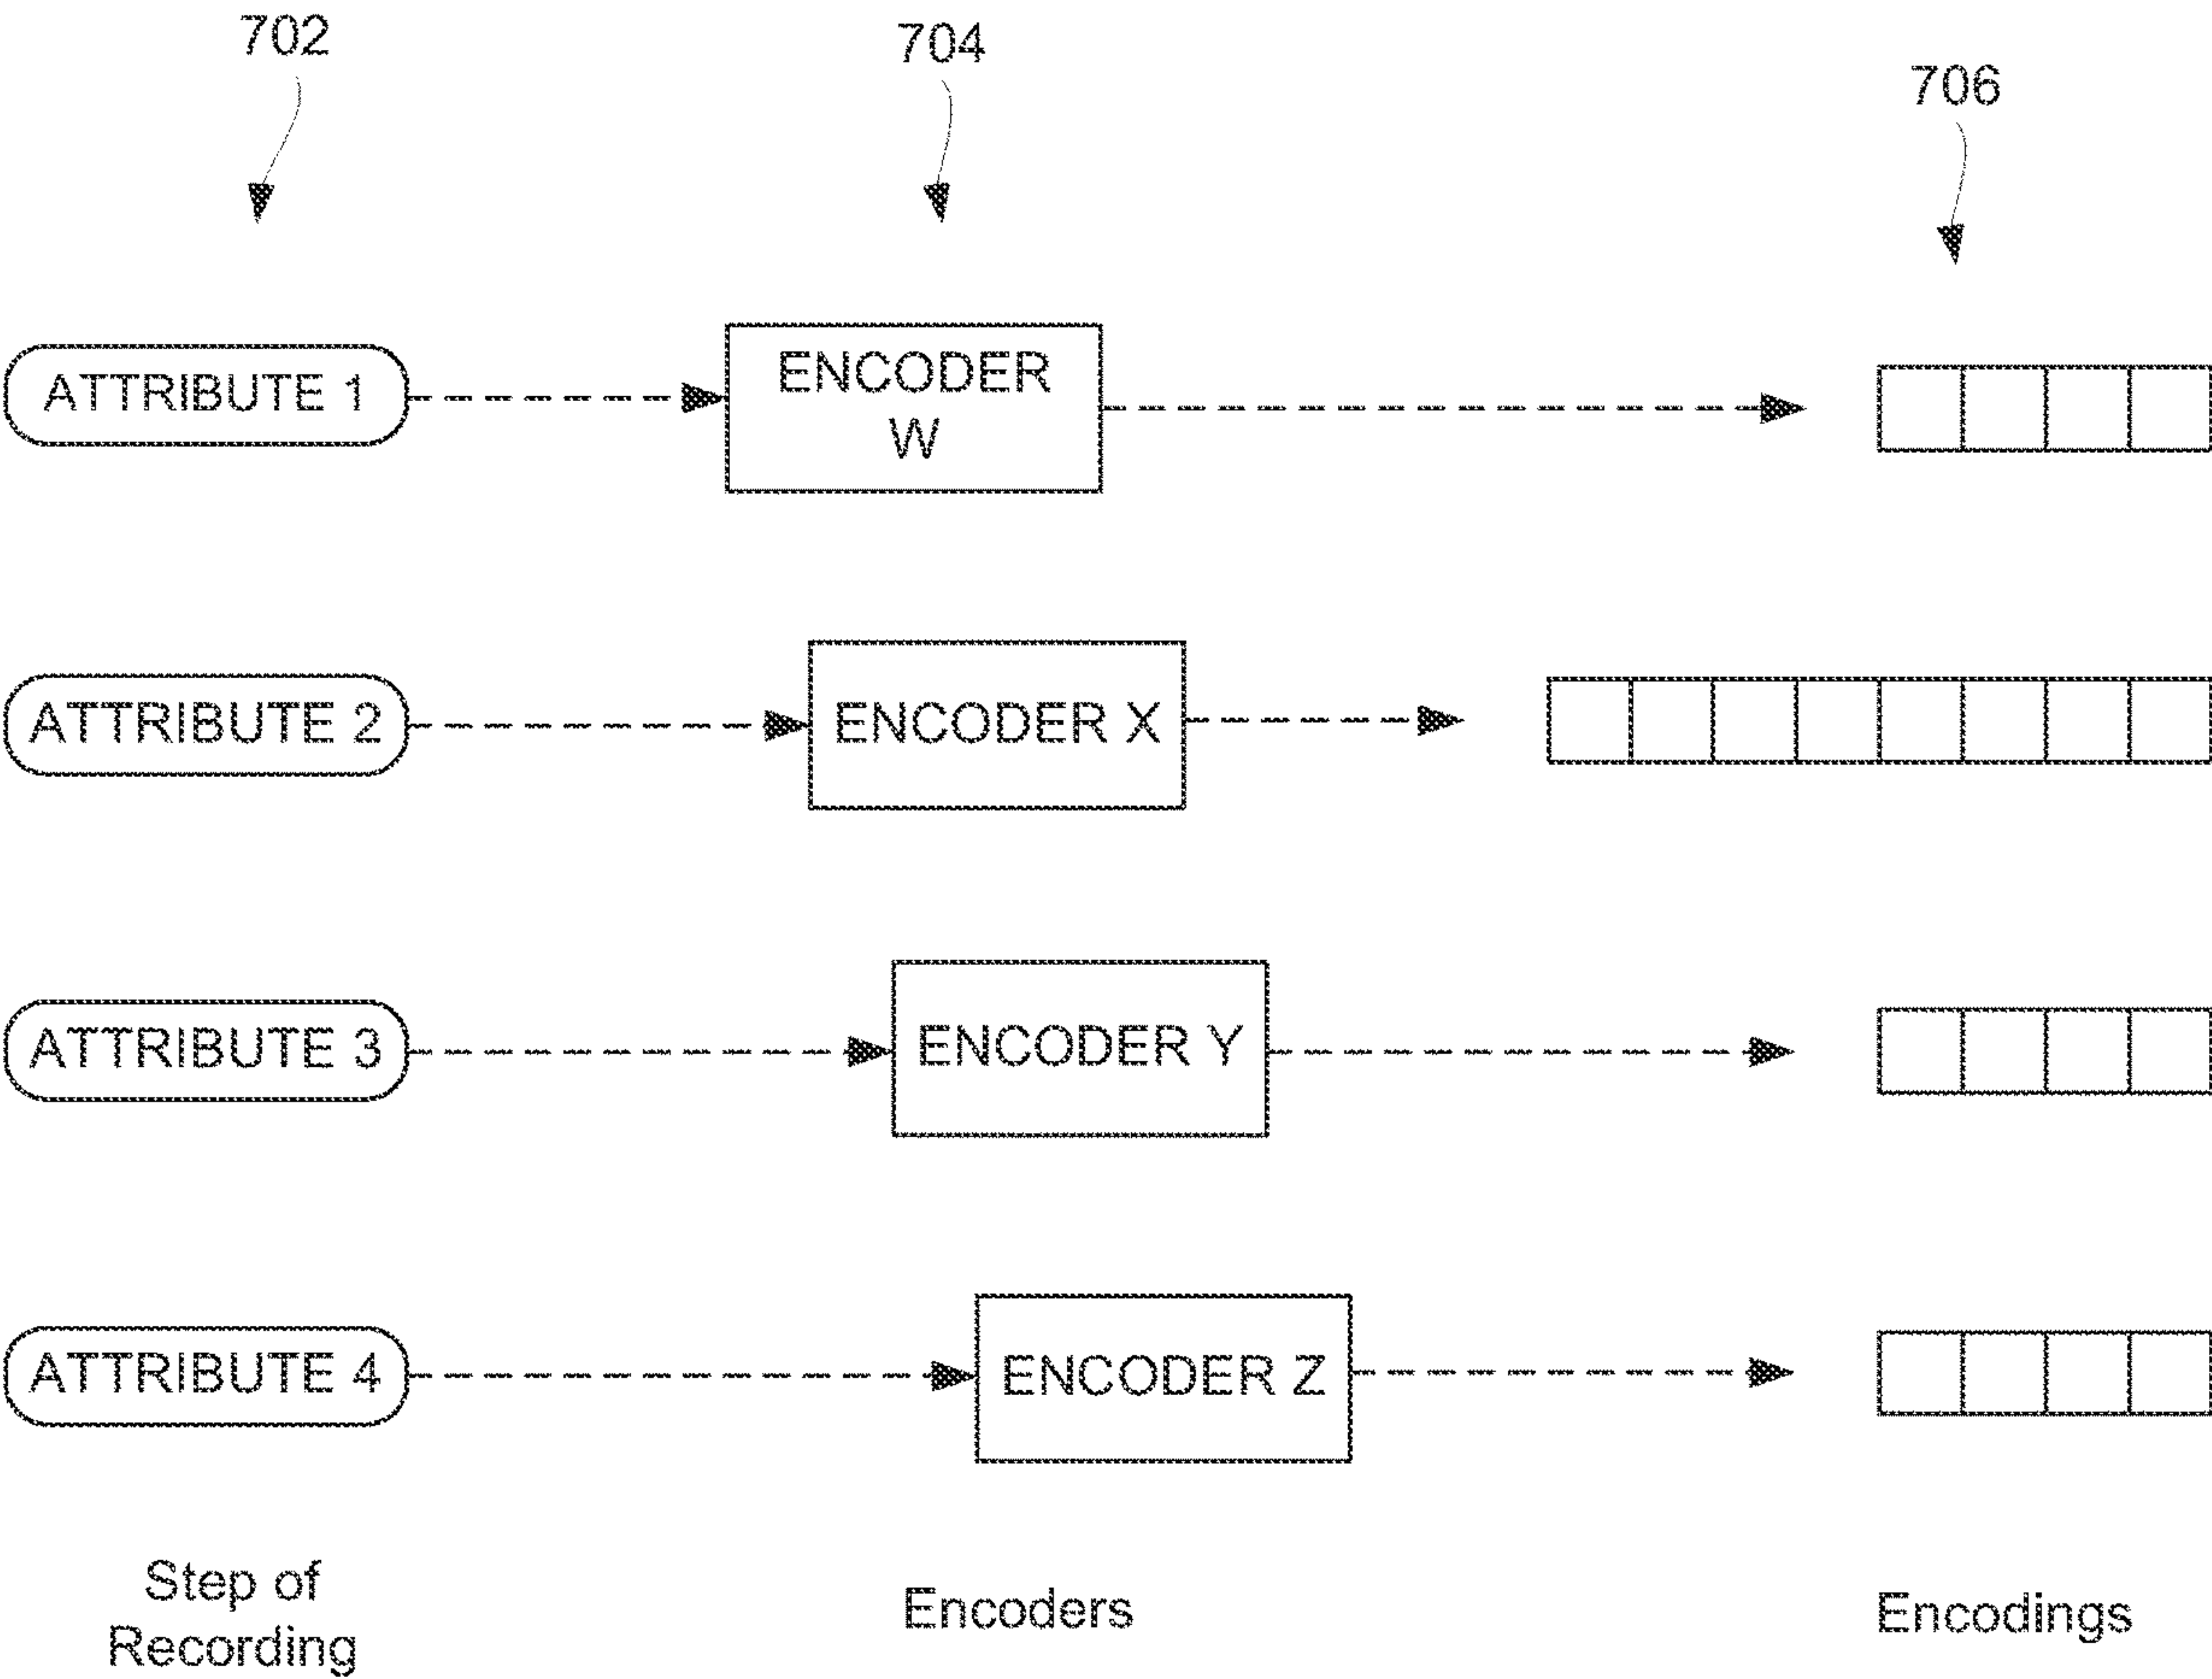 702
704
706
ATTRIBUTE 1
ENCODER
W
ATTRIBUTE 2
ENCODER X
ATTRIBUTE 3
ENCODER Y
ATTRIBUTE 4
ENCODER Z
Step of
Recording
Encoders
Encodings